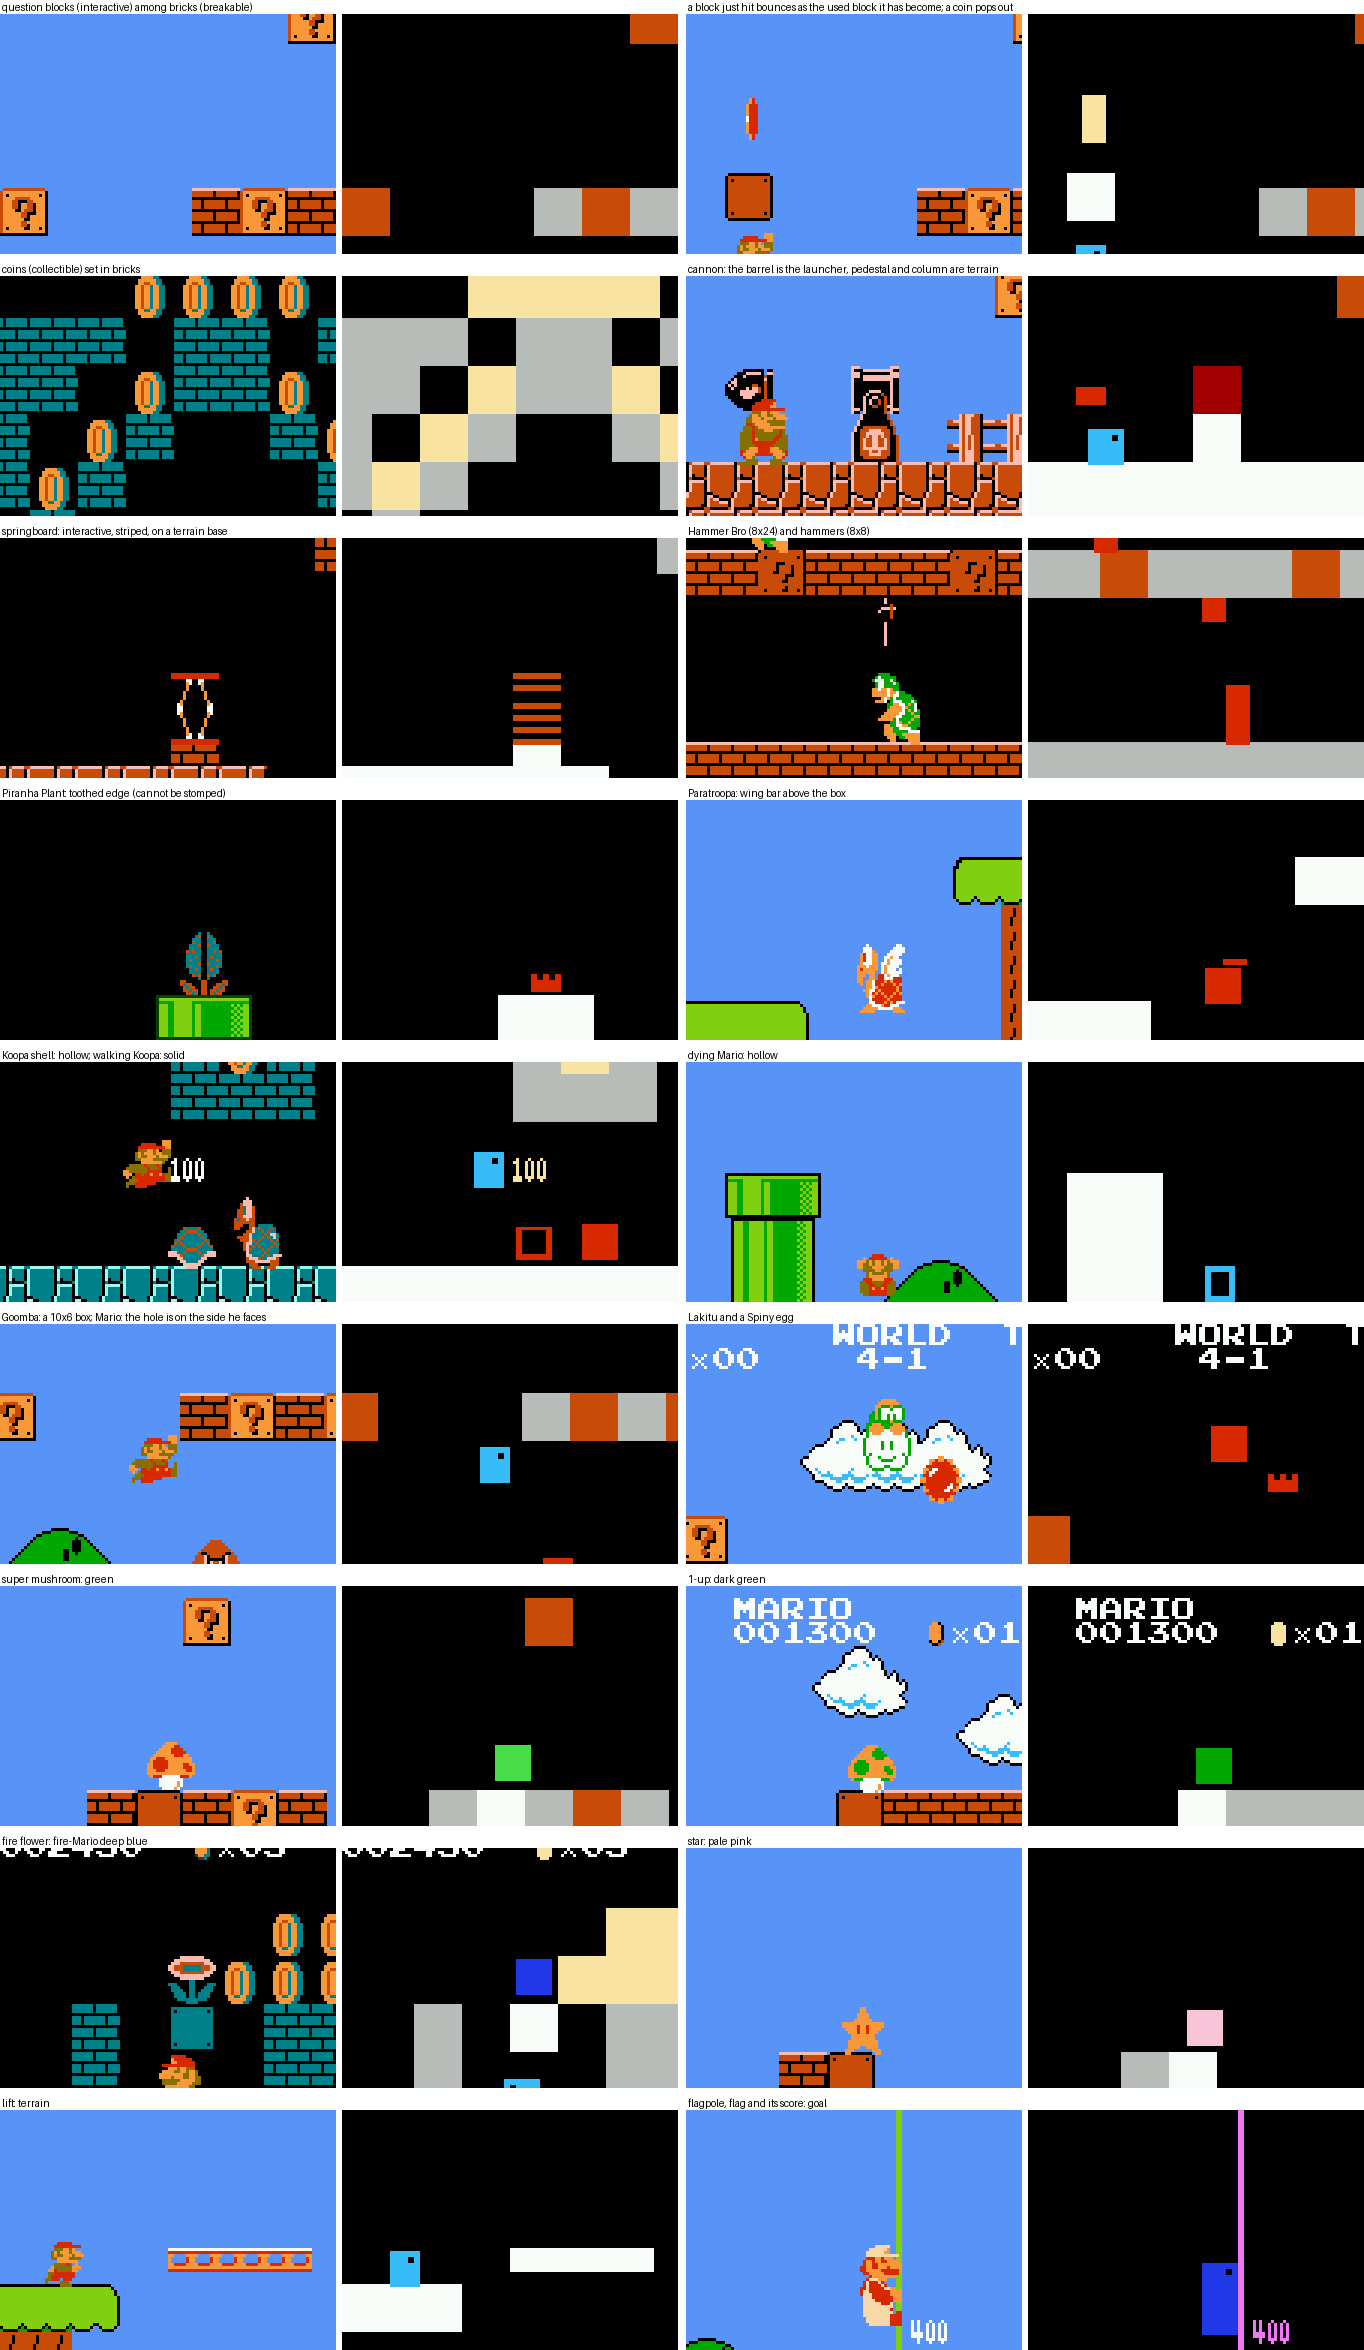 question blocks (interactive) among bricks (breakable)
a block just hit bounces as the used block it has become; a coin pops out
coins (collectible) set in bricks
cannon: the barrel is the launcher, pedestal and column are terrain
springboard: interactive, striped, on a terrain base
Hammer Bro (8x24) and hammers (8x8)
Piranha Plant: toothed edge (cannot be stomped)
Paratroopa: wing bar above the box
Koopa shell: hollow; walking Koopa: solid
dying Mario: hollow
100
100
Goomba: a 10x6 box; Mario: the hole is on the side he faces
Lakitu and a Spiny egg
WORLD T
x00 4-1
WORLD T
x00 4-1
super mushroom: green
1-up: dark green
MARIO
001300 x01
MARIO
001300 x01
fire flower: fire-Mario deep blue
star: pale pink
lift: terrain
flagpole, flag and its score: goal
400
400